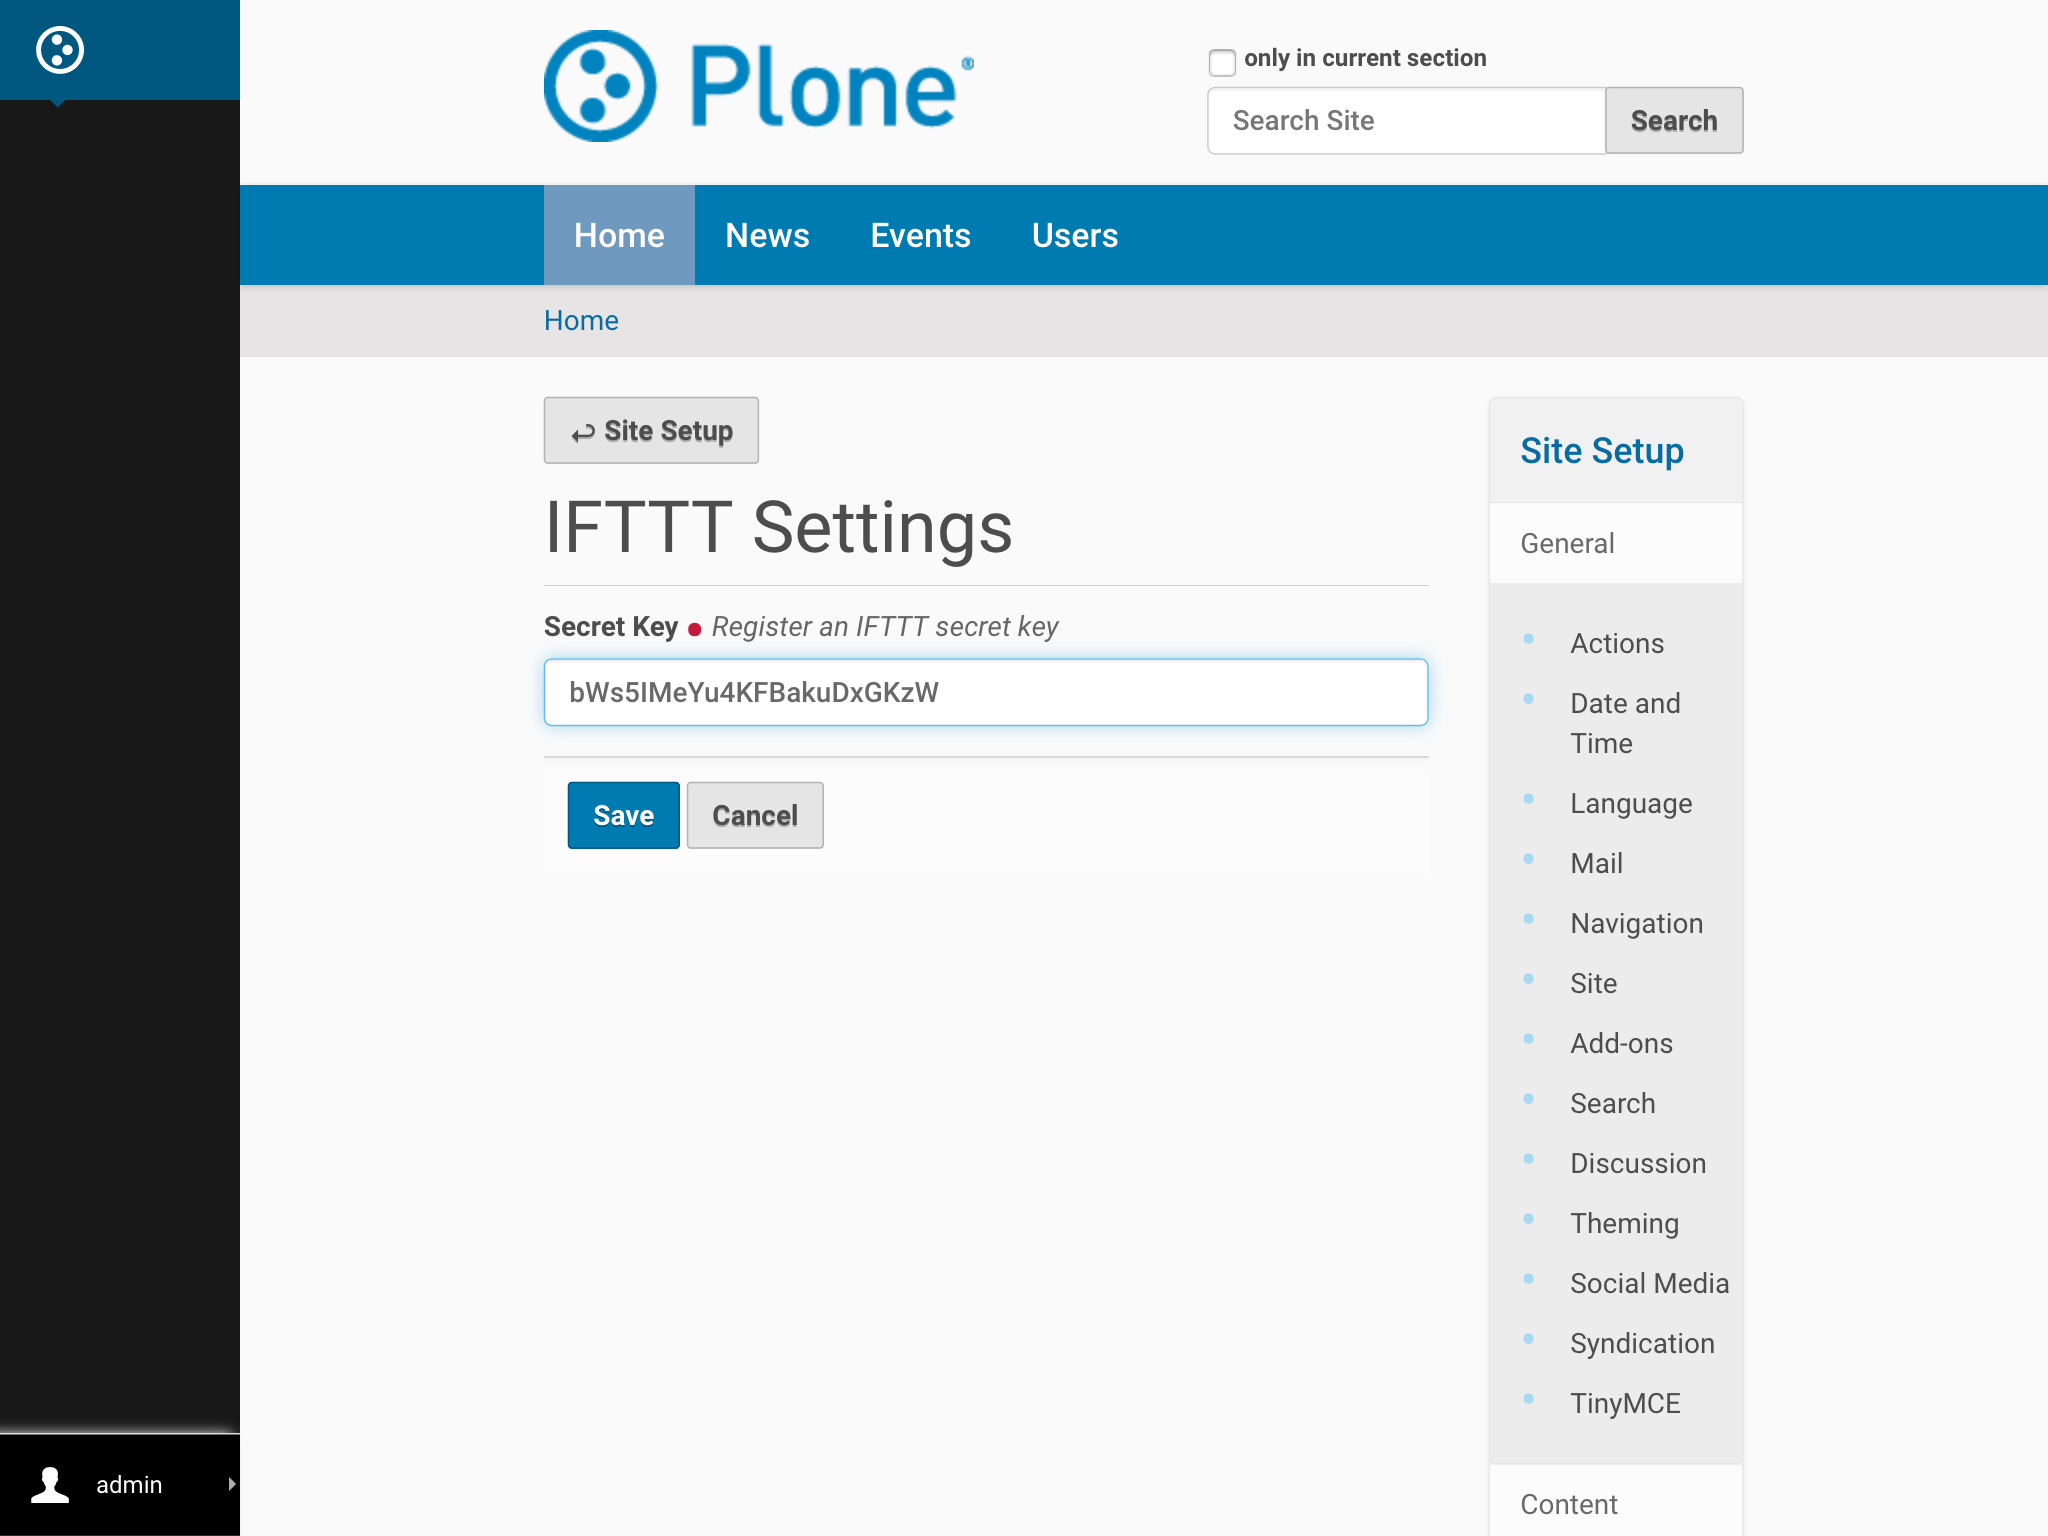 Plone®
only in current section
Search Site
Search
Home
News
Events
Users
Home
Site Setup
IFTTT Settings
Secret Key
Register an IFTTT secret key
bWs5IMeYu4KFBakuDxGKzW
Save
Cancel
Site Setup
General
Actions
Date and
Time
Language
Mail
Navigation
Site
Add-ons
Search
Discussion
Theming
Social Media
Syndication
TinyMCE
Content
admin